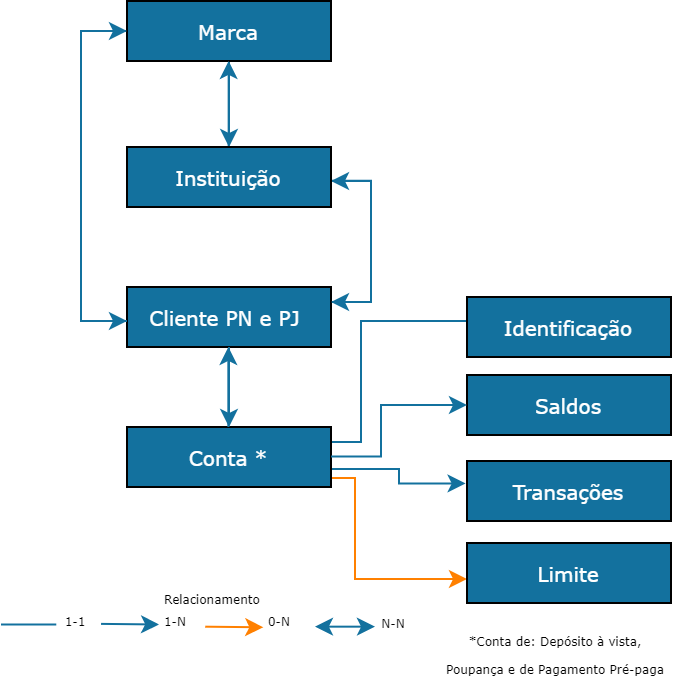 Marca
Instituição
Cliente PN e PJ
Identificação
Saldos
Conta *
Transações
Limite
Relacionamento
1-1
1-N
0-N
N-N
*Conta de: Depósito à vista,
Poupança e de Pagamento Pré-paga